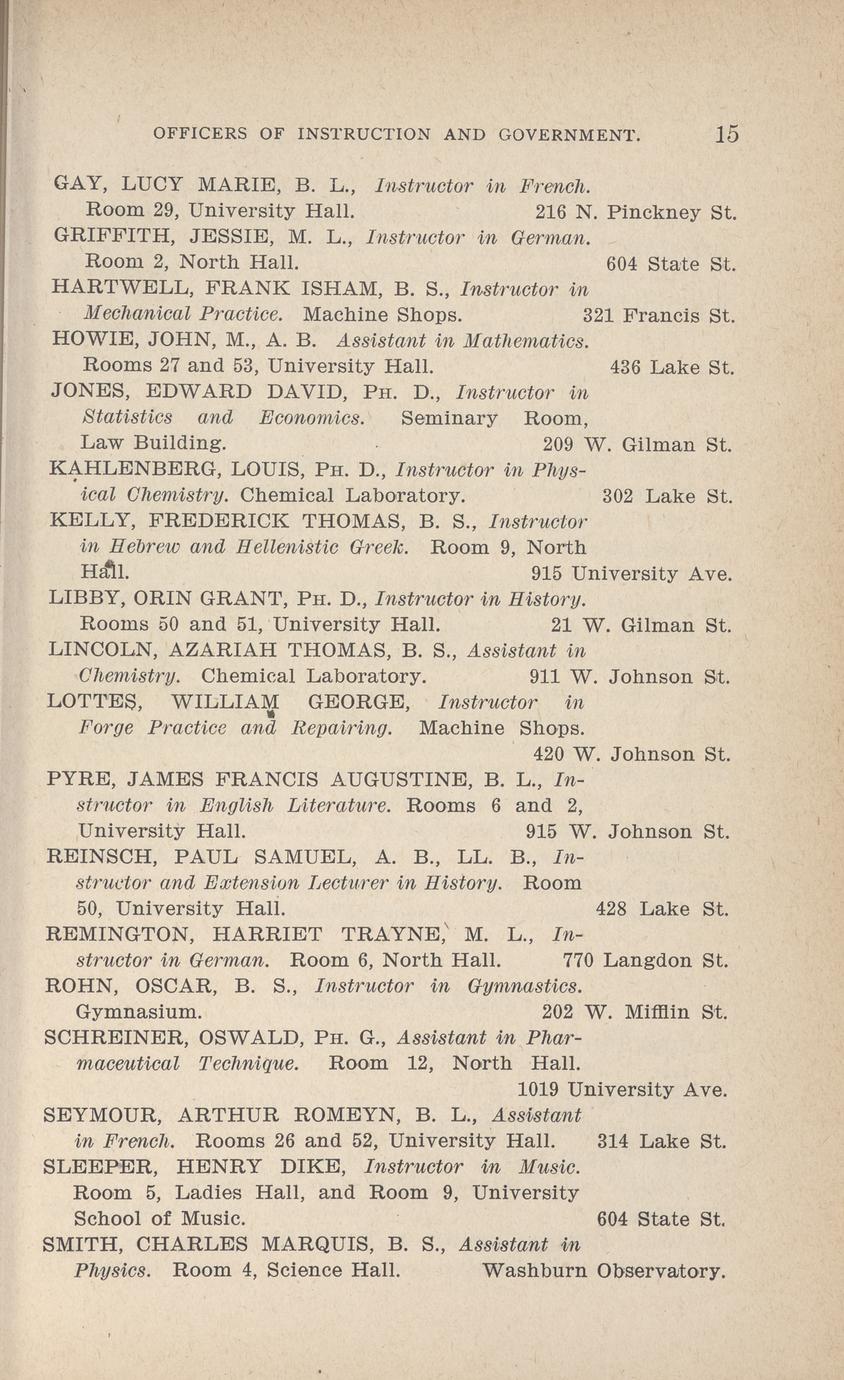 OFFICERS OF INSTRUCTION AND GOVERNMENT. 15
GAY, LUCY MARIE, B. L., Instructor in French.
Room 29, University Hall. 216 N. Pinckney St.
GRIFFITH, JESSIE, M. L., Instructor in German.
Room 2, North Hall. 604 State St.
HARTWELL, FRANK ISHAM, B. S., Instructor in
Mechanical Practice. Machine Shops. 321 Francis St.
HOWIE, JOHN, M., A. B. Assistant in Mathematics.
Rooms 27 and 53, University Hall. 436 Lake St.
JONES, EDWARD DAVID, PH. D., Instructor in
Statistics and Economics. Seminary Room,
Law Building. 209 W. Gilman St.
KAHLENBERG, LOUIS, PH. D., Instructor in Phys-
ical Chemistry. Chemical Laboratory. 302 Lake St.
KELLY, FREDERICK THOMAS, B. S., Instructor
in Hebrew and Hellenistic Greek. Room 9, North
Hall. 915 University Ave.
LIBBY, ORIN GRANT, PH. D., Instructor in History.
Rooms 50 and 51, University Hall. 21 W. Gilman St.
LINCOLN, AZARIAH THOMAS, B. S., Assistant in
Chemistry. Chemical Laboratory. 911 W. Johnson St.
LOTTES, WILLIAM GEORGE, Instructor in
Forge Practice and Repairing. Machine Shops.
420 W. Johnson St.
PYRE, JAMES FRANCIS AUGUSTINE, B. L., In-
structor in English Literature. Rooms 6 and 2,
University Hall. 915 W. Johnson St.
REINSCH, PAUL SAMUEL, A. B., LL. B., In-
structor and Extension Lecturer in History. Room
50, University Hall. 428 Lake St.
REMINGTON, HARRIET TRAYNE, M. L., In-
structor in German. Room 6, North Hall. 770 Langdon St.
ROHN, OSCAR, B. S., Instructor in Gymnastics.
Gymnasium. 202 W. Mifflin St.
SCHREINER, OSWALD, PH. G., Assistant in Phar-
maceutical Technique. Room 12, North Hall.
1019 University Ave.
SEYMOUR, ARTHUR ROMEYN, B. L., Assistant
in French. Rooms 26 and 52, University Hall. 314 Lake St.
SLEEPER, HENRY DIKE, Instructor in Music.
Room 5, Ladies Hall, and Room 9, University
School of Music. 604 State St.
SMITH, CHARLES MARQUIS, B. S., Assistant in
Physics. Room 4, Science Hall. Washburn Observatory.